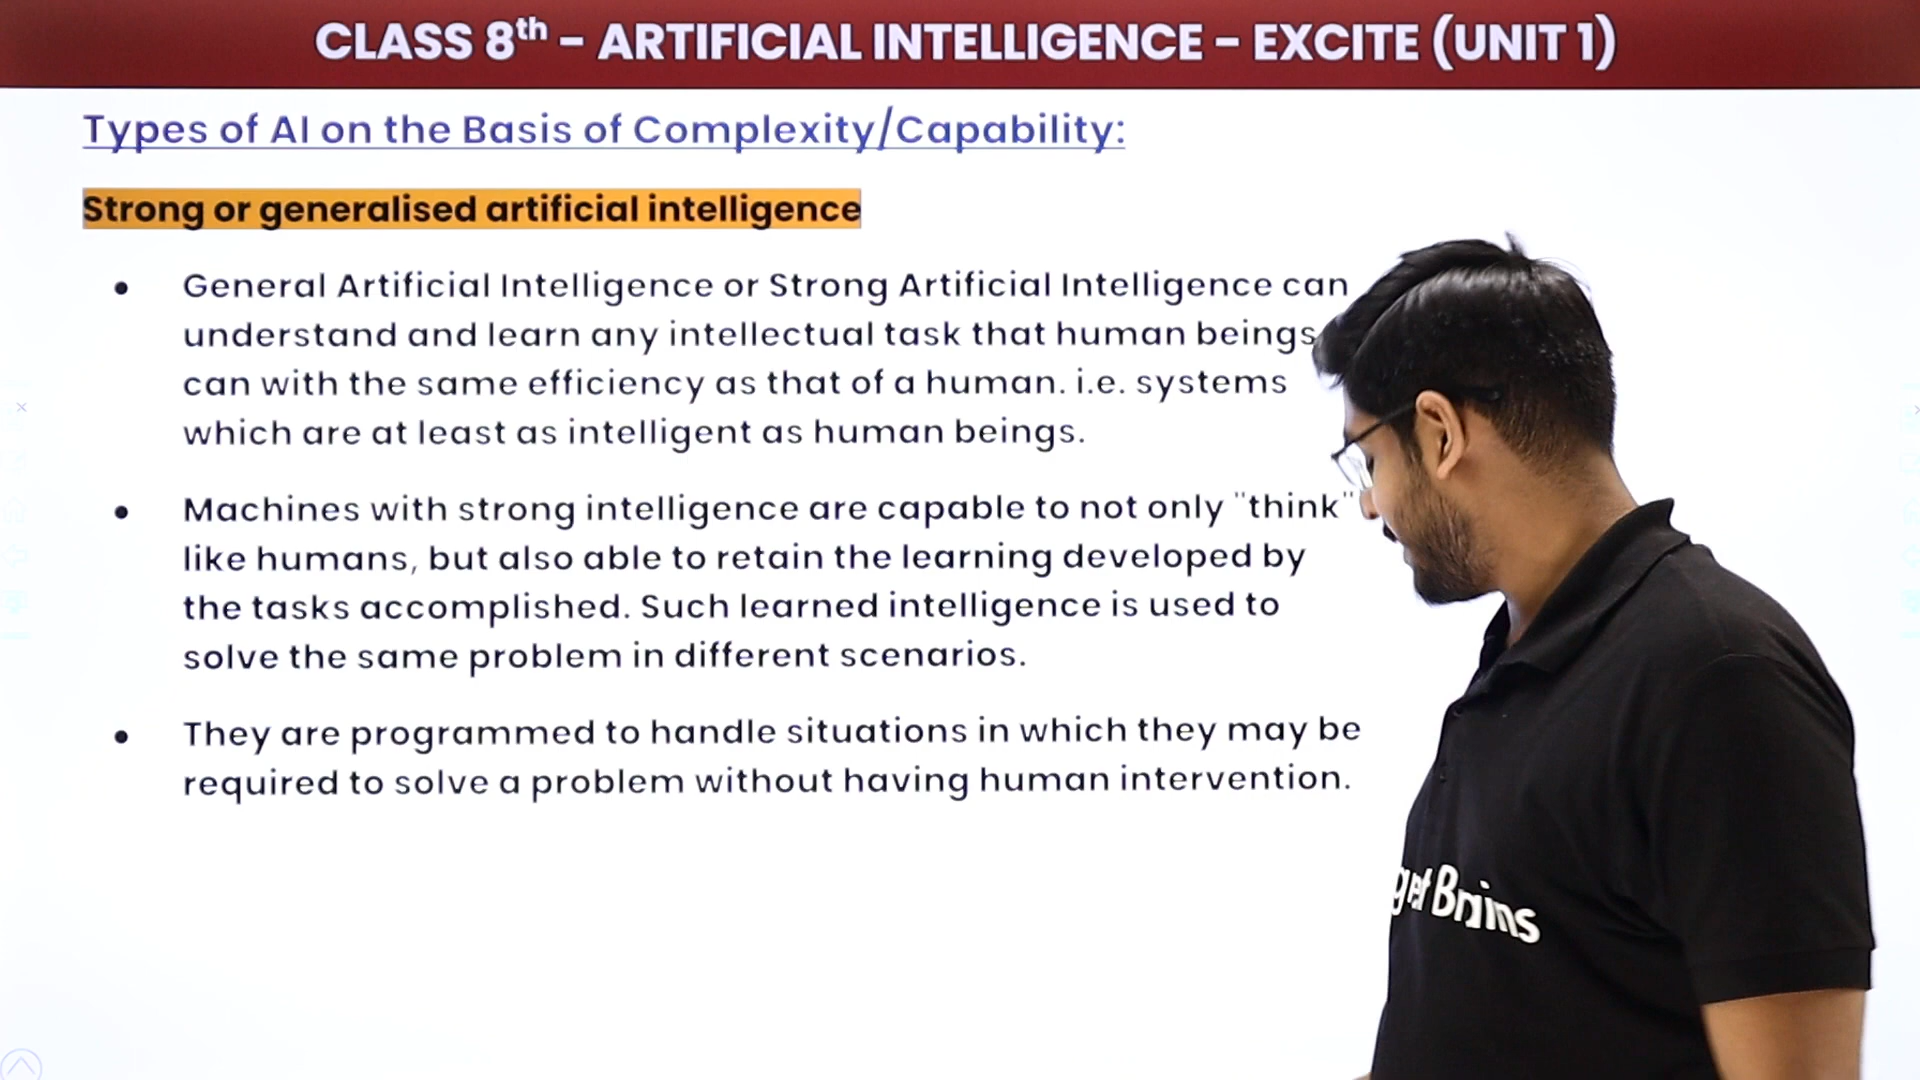 CLASS 8th - ARTIFICIAL INTELLIGENCE - EXCITE (UNIT 1)
Types of AI on the Basis of Complexity/Capability:
Strong or generalised artificial intelligence
• General Artificial Intelligence or Strong Artificial Intelligence can
understand and learn any intellectual task that human beings
can with the same efficiency as that of a human. i.e. systems
which are at least as intelligent as human beings.
• Machines with strong intelligence are capable to not only "think"
like humans, but also able to retain the learning developed by
the tasks accomplished. Such learned intelligence is used to
solve the same problem in different scenarios.
• They are programmed to handle situations in which they may be
required to solve a problem without having human intervention.
Brains